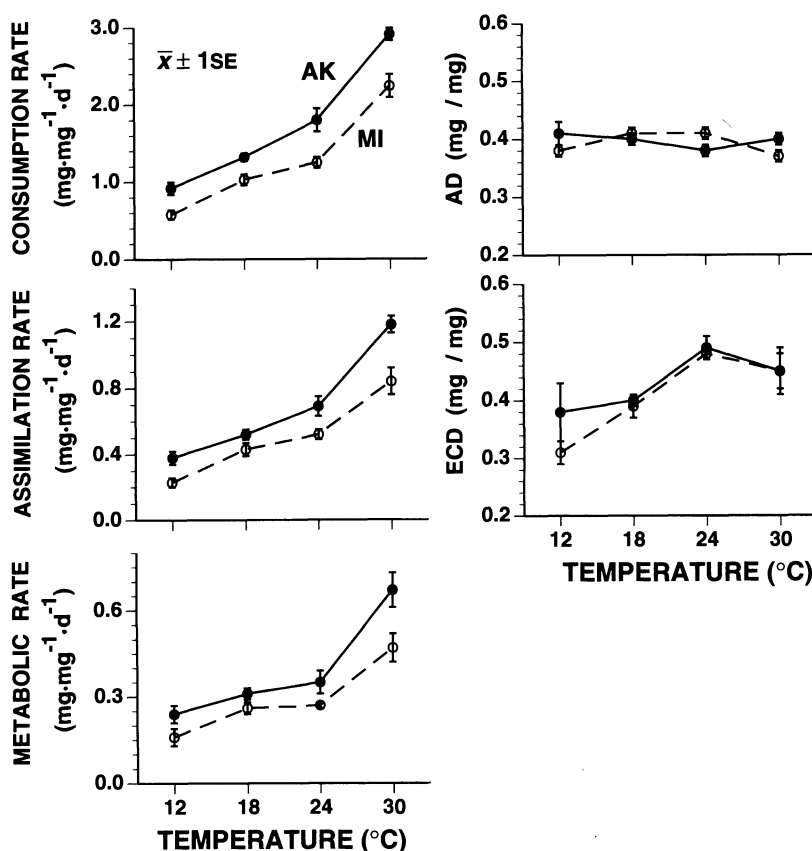 CONSUMPTION RATE
(mg·mg⁻¹·d⁻¹)
3.0
2.0
1.0
0.0
x̅ ± 1SE
AK
MI
AD (mg / mg)
0.6
0.5
0.4
0.3
0.2
ASSIMILATION RATE
(mg·mg⁻¹·d⁻¹)
1.2
0.8
0.4
0.0
ECD (mg / mg)
0.6
0.5
0.4
0.3
0.2
12 18 24 30
TEMPERATURE (°C)
METABOLIC RATE
(mg·mg⁻¹·d⁻¹)
0.6
0.3
0.0
12 18 24 30
TEMPERATURE (°C)